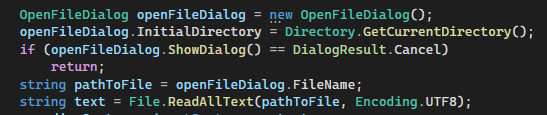 OpenFileDialog openFileDialog = new OpenFileDialog();
openFileDialog.InitialDirectory = Directory.GetCurrentDirectory();
if (openFileDialog.ShowDialog() == DialogResult.Cancel)
    return;
string pathToFile = openFileDialog.FileName;
string text = File.ReadAllText(pathToFile, Encoding.UTF8);